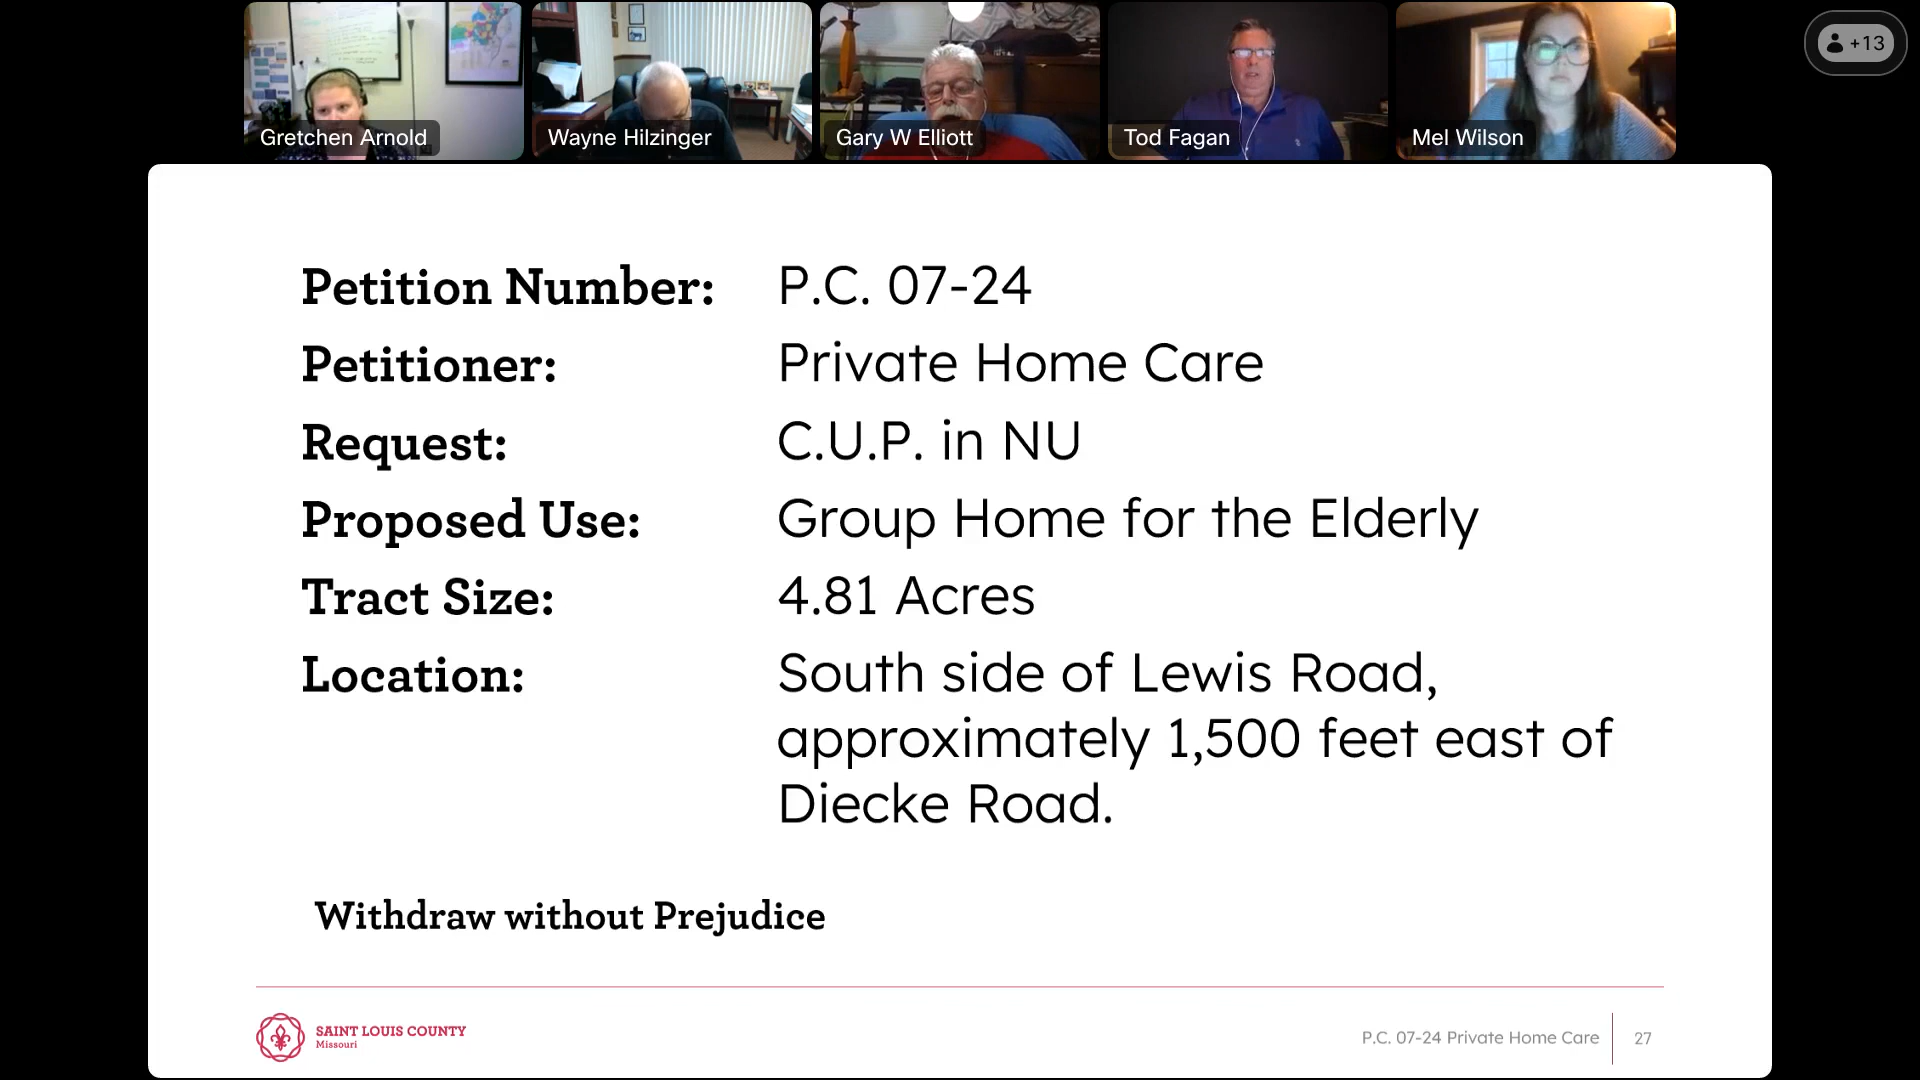 +13
Gretchen Arnold
Wayne Hilzinger
Gary W Elliott
Tod Fagan
Mel Wilson
Petition Number: P.C. 07-24
Petitioner: Private Home Care
Request: C.U.P. in NU
Proposed Use: Group Home for the Elderly
Tract Size: 4.81 Acres
Location: South side of Lewis Road,
approximately 1,500 feet east of
Diecke Road.
Withdraw without Prejudice
SAINT LOUIS COUNTY
Missouri
P.C. 07-24 Private Home Care
27